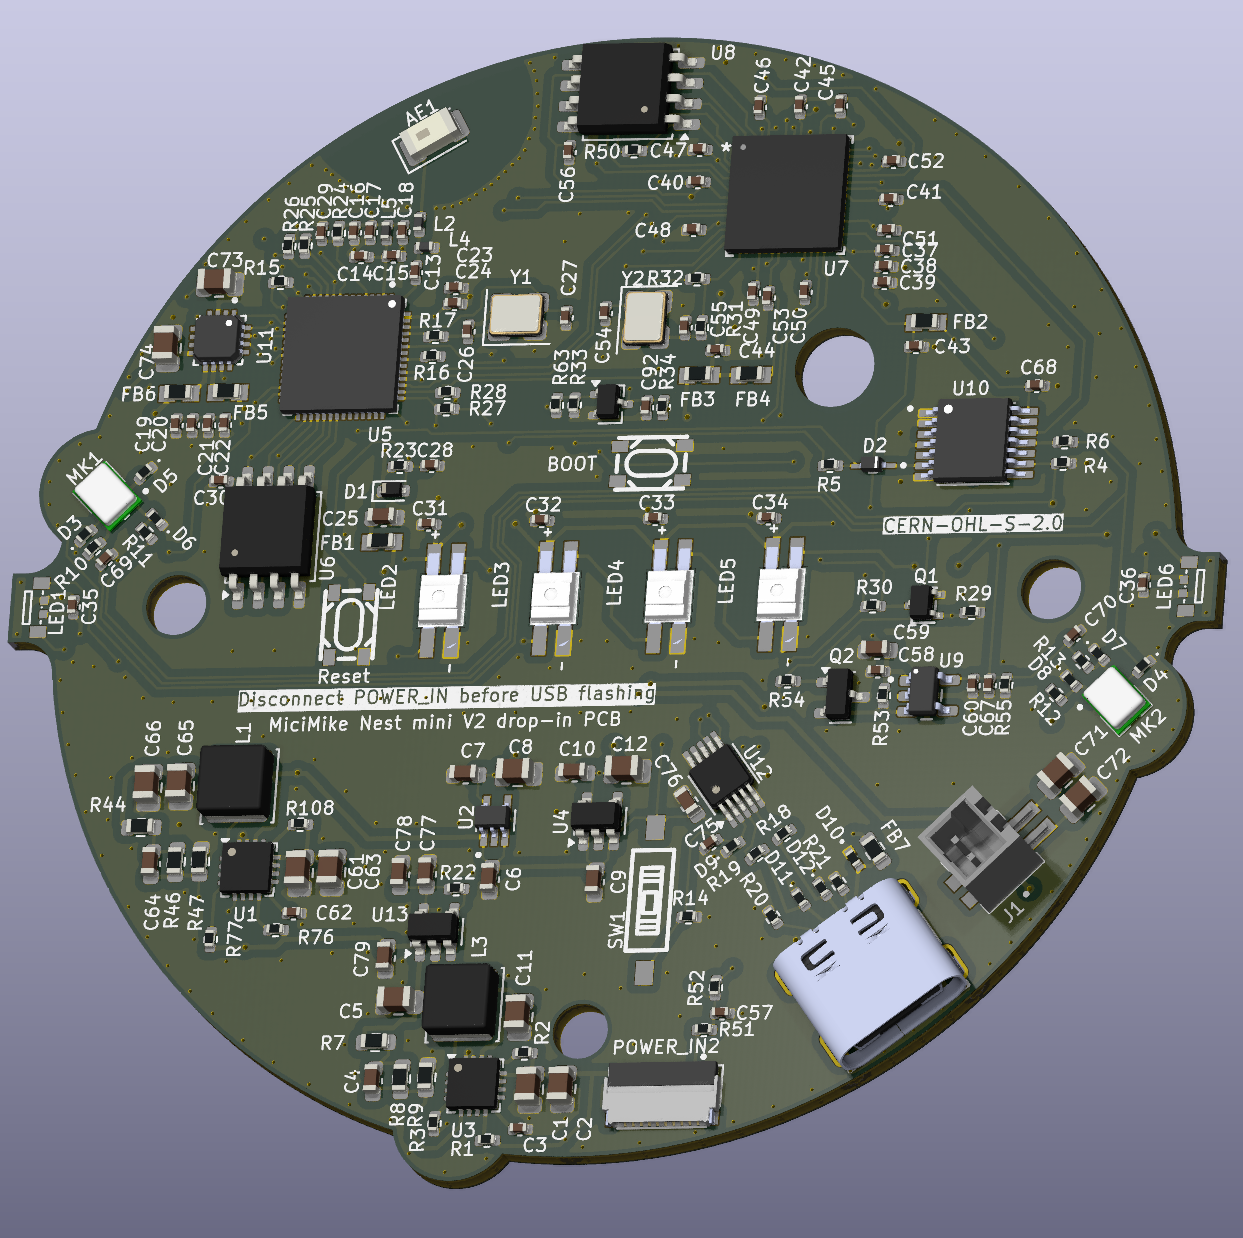 U8
C46
C42
C45
AE1
R50
C47
*
C52
C56
C40
C41
R26
R25
C29
R24
C16
C17
L5
C18
L2
C48
C51
L4
C37
C14
C15
C13
C23
C38
C73
R15
C24
Y1
C27
Y2
R32
U7
C39
U11
R17
C54
C55
R31
C49
C53
C50
FB2
C74
C26
R16
C43
C44
R63
R33
C92
R34
C68
FB6
FB5
R28
FB3
FB4
U10
R27
U5
C19
C20
C21
C22
R23
C28
BOOT
D2
R6
R4
MK1
D5
R5
C30
D1
C31
C32
C33
C34
+
+
+
+
C25
CERN-OHL-S-2.0
D3
D6
FB1
R11
R10
C69
U6
LED2
LED3
LED4
LED5
R30
Q1
R29
C36
LED6
LED1
C35
C59
C70
D7
R13
D8
D4
Reset
-
-
-
-
Q2
C58
U9
R54
R12
MK2
Disconnect POWER_IN before USB flashing
R53
C60
C67
R55
MiciMike Nest mini V2 drop-in PCB
C66
C65
L1
C7
C8
C10
C12
U12
C71
C72
C76
R44
R108
U2
U4
C75
R18
D10
FB7
C78
C77
D9
R19
D11
D12
R21
R22
C6
C9
R20
C61
C63
C64
R46
R47
U1
C62
U13
SW1
R14
J1
R77
R76
C79
L3
C11
R52
C5
C57
R7
R2
R51
POWER_IN2
C4
R8
R9
R3
U3
R1
C3
C1
C2